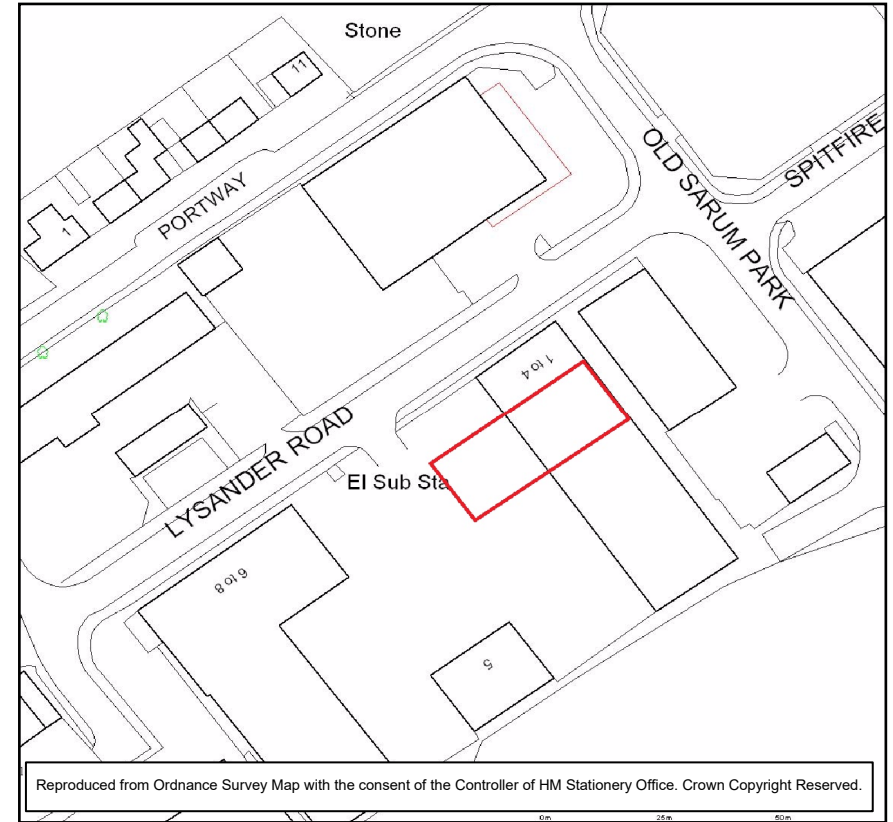 Stone
11
OLD SARUM PARK
SPITFIRE
PORTWAY
1
1 to 4
LYSANDER ROAD
El Sub Sta
6 to 8
5
Reproduced from Ordnance Survey Map with the consent of the Controller of HM Stationery Office. Crown Copyright Reserved.
0m 25m 50m